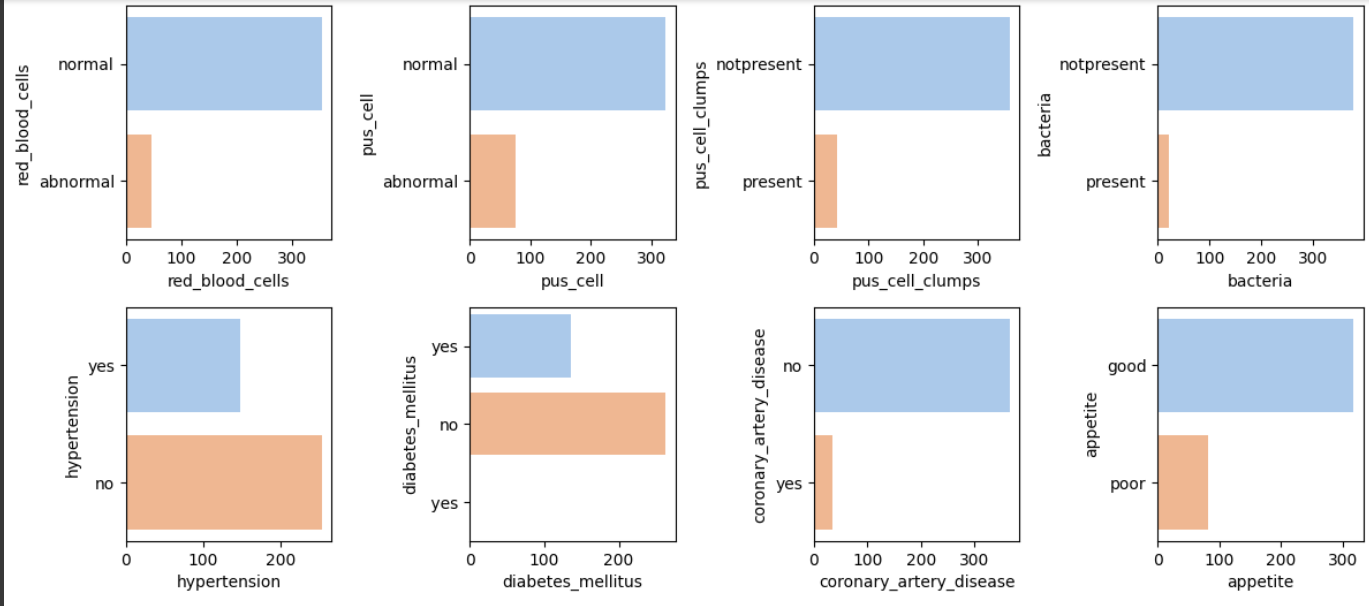 red_blood_cells
normal
abnormal
0 100 200 300
red_blood_cells
pus_cell
normal
abnormal
0 100 200 300
pus_cell
pus_cell_clumps
notpresent
present
0 100 200 300
pus_cell_clumps
bacteria
notpresent
present
0 100 200 300
bacteria
hypertension
yes
no
0 100 200
hypertension
diabetes_mellitus
yes
no
yes
0 100 200
diabetes_mellitus
coronary_artery_disease
no
yes
0 100 200 300
coronary_artery_disease
appetite
good
poor
0 100 200 300
appetite